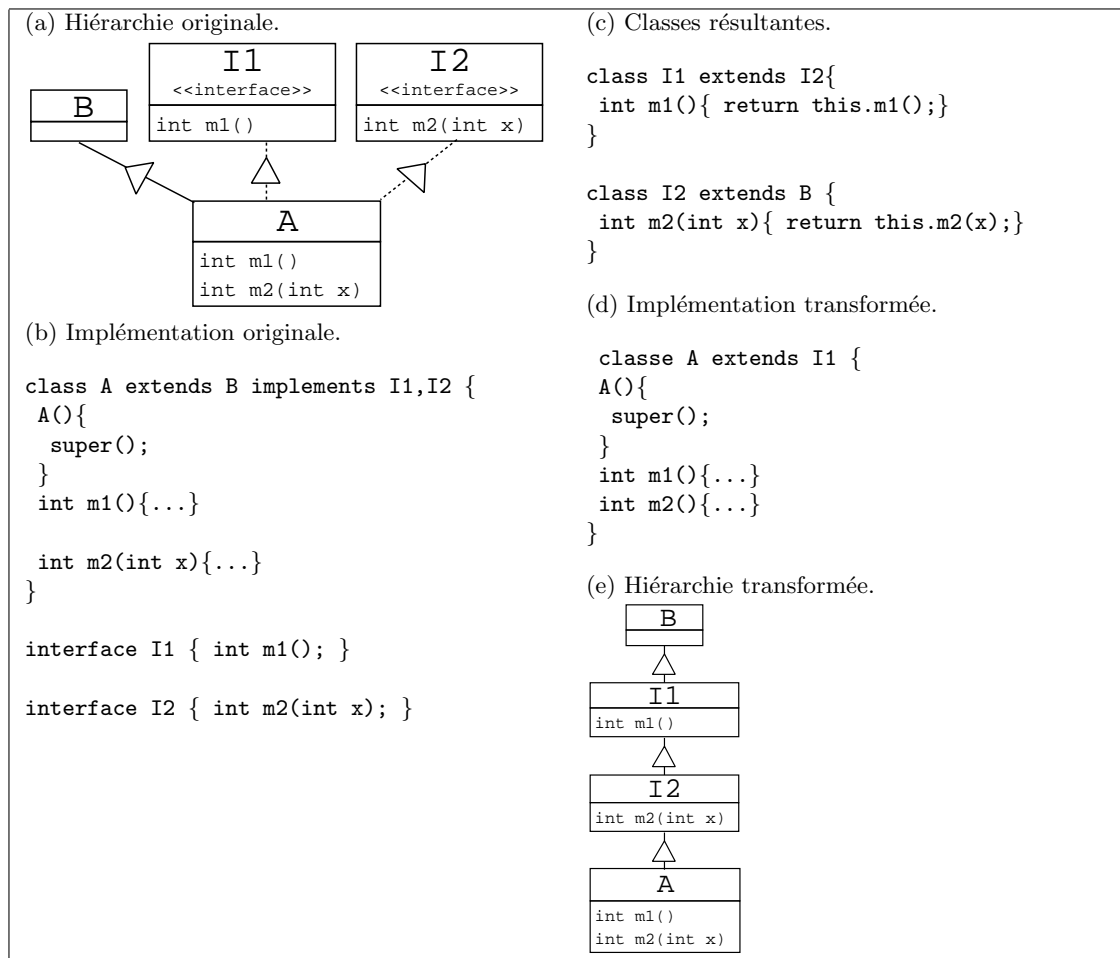 (a) Hiérarchie originale.
I1
<<interface>>
int m1()
I2
<<interface>>
int m2(int x)
B
A
int m1()
int m2(int x)
(b) Implémentation originale.
class A extends B implements I1,I2 {
A(){
super();
}
int m1(){...}
int m2(int x){...}
}
interface I1 { int m1(); }
interface I2 { int m2(int x); }
(c) Classes résultantes.
class I1 extends I2{
int m1(){ return this.m1();}
}
class I2 extends B {
int m2(int x){ return this.m2(x);}
}
(d) Implémentation transformée.
classe A extends I1 {
A(){
super();
}
int m1(){...}
int m2(){...}
}
(e) Hiérarchie transformée.
B
I1
int m1()
I2
int m2(int x)
A
int m1()
int m2(int x)